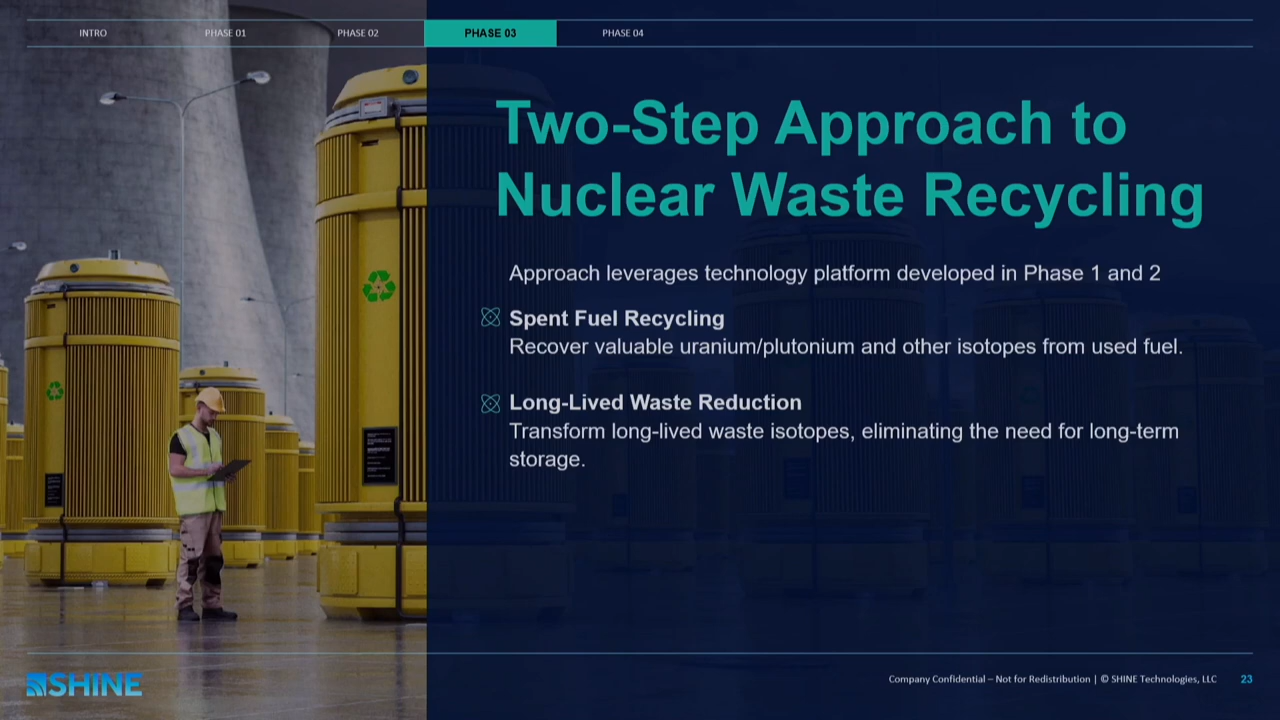 INTRO
PHASE 01
PHASE 02
PHASE 03
PHASE 04
Two-Step Approach to
Nuclear Waste Recycling
Approach leverages technology platform developed in Phase 1 and 2
Spent Fuel Recycling
Recover valuable uranium/plutonium and other isotopes from used fuel.
Long-Lived Waste Reduction
Transform long-lived waste isotopes, eliminating the need for long-term
storage.
SHINE
Company Confidential – Not for Redistribution | © SHINE Technologies, LLC
23